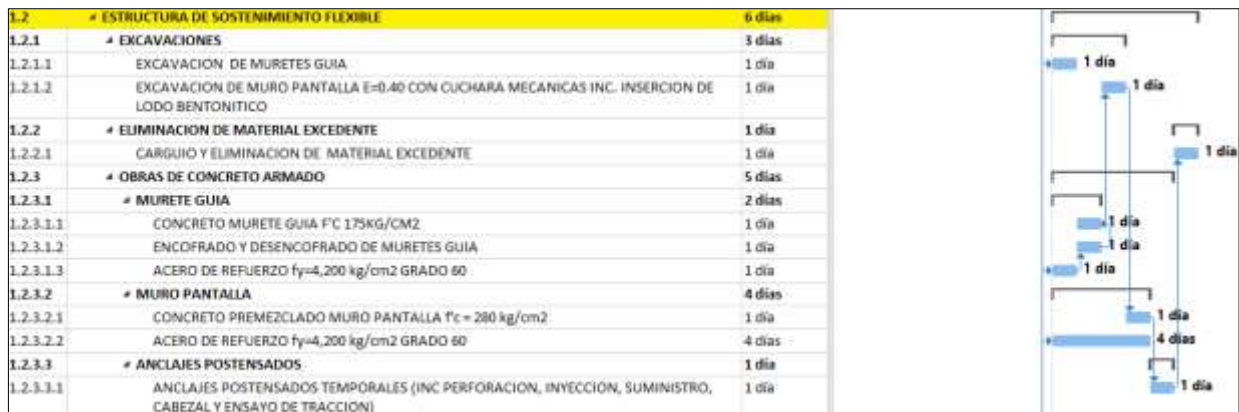 1.2 ESTRUCTURA DE SOSTENIMIENTO FLEXIBLE 6 días
1.2.1 EXCAVACIONES 3 días
1.2.1.1 EXCAVACION DE MURETES GUIA 1 día 1 día
1.2.1.2 EXCAVACION DE MURO PANTALLA E=0.40 CON CUCHARA MECANICAS INC. INSERCION DE 1 día 1 día
LODO BENTONITICO
1.2.2 ELIMINACION DE MATERIAL EXCEDENTE 1 día
1.2.2.1 CARGUIO Y ELIMINACION DE MATERIAL EXCEDENTE 1 día 1 día
1.2.3 OBRAS DE CONCRETO ARMADO 5 días
1.2.3.1 MURETE GUIA 2 días
1.2.3.1.1 CONCRETO MURETE GUIA F'C 175KG/CM2 1 día 1 día
1.2.3.1.2 ENCOFRADO Y DESENCOFRADO DE MURETES GUIA 1 día 1 día
1.2.3.1.3 ACERO DE REFUERZO fy=4,200 kg/cm2 GRADO 60 1 día 1 día
1.2.3.2 MURO PANTALLA 4 días
1.2.3.2.1 CONCRETO PREMEZCLADO MURO PANTALLA f'c = 280 kg/cm2 1 día 1 día
1.2.3.2.2 ACERO DE REFUERZO fy=4,200 kg/cm2 GRADO 60 4 días 4 días
1.2.3.3 ANCLAJES POSTENSADOS 1 día
1.2.3.3.1 ANCLAJES POSTENSADOS TEMPORALES (INC PERFORACION, INYECCION, SUMINISTRO, 1 día 1 día
CABEZAL Y ENSAYO DE TRACCION)